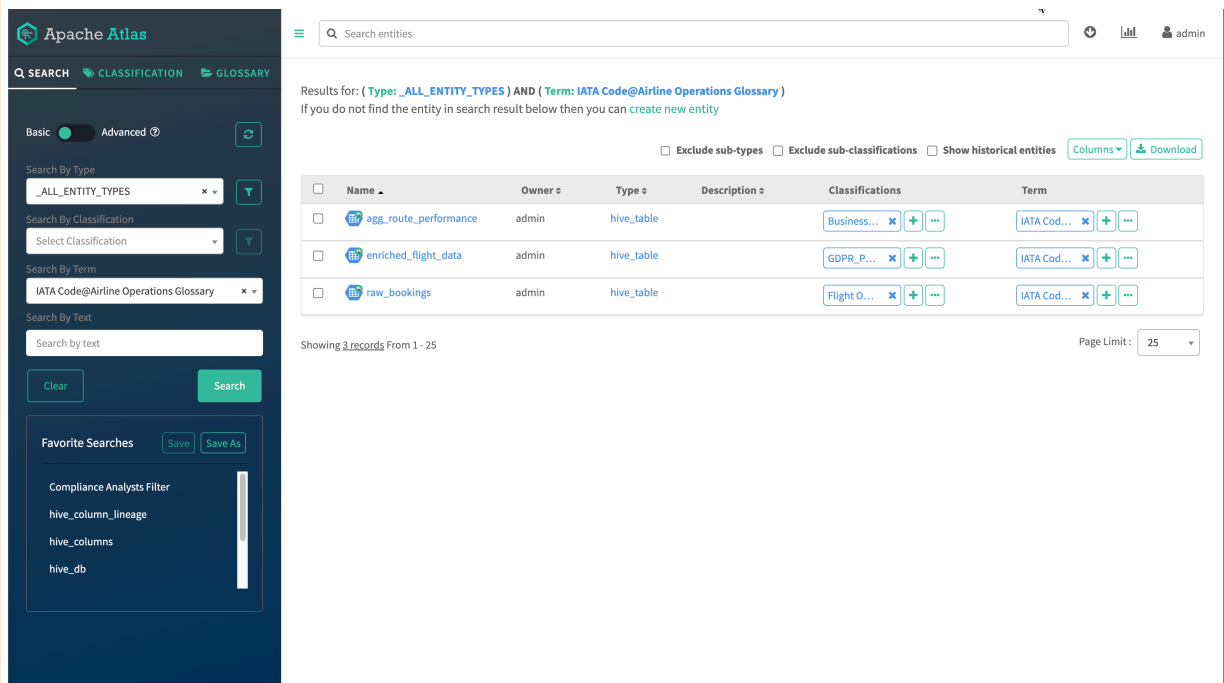 Apache Atlas
Search entities
admin
SEARCH CLASSIFICATION GLOSSARY
Results for: ( Type: _ALL_ENTITY_TYPES ) AND ( Term: IATA Code@Airline Operations Glossary )
If you do not find the entity in search result below then you can create new entity
Basic Advanced
Exclude sub-types Exclude sub-classifications Show historical entities Columns Download
Search By Type
_ALL_ENTITY_TYPES × 
Search By Classification
Select Classification
Search By Term
IATA Code@Airline Operations Glossary ×
Search By Text
Search by text
Clear Search
Favorite Searches Save Save As
Compliance Analysts Filter
hive_column_lineage
hive_columns
hive_db
Name Owner Type Description Classifications Term
agg_route_performance admin hive_table Business... IATA Cod...
enriched_flight_data admin hive_table GDPR_P... IATA Cod...
raw_bookings admin hive_table Flight O... IATA Cod...
Showing 3 records From 1 - 25
Page Limit : 25